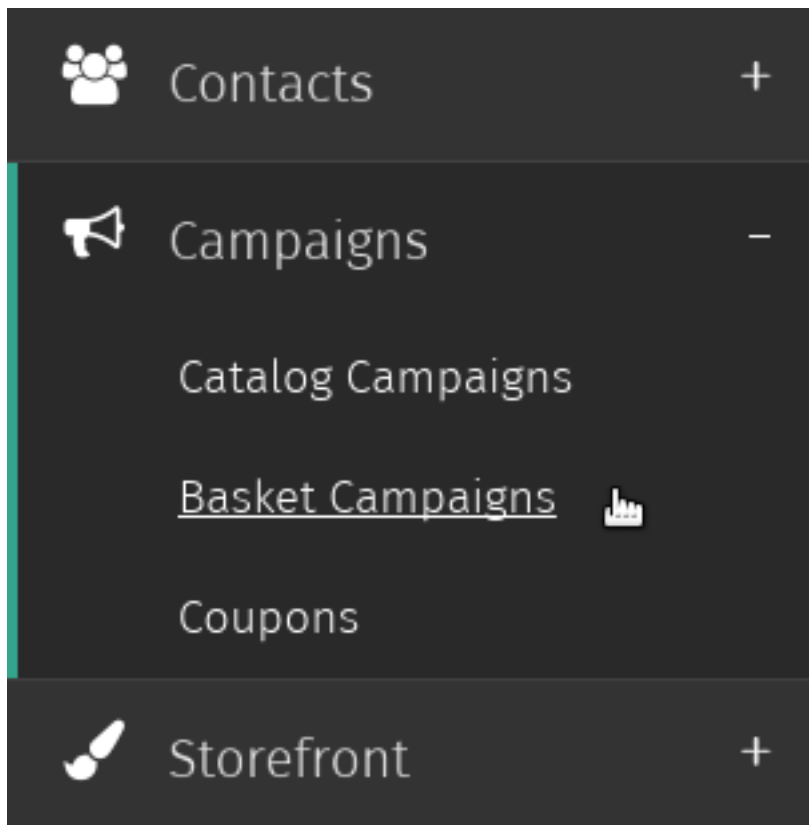 Contacts +
Campaigns –
Catalog Campaigns
Basket Campaigns
Coupons
Storefront +